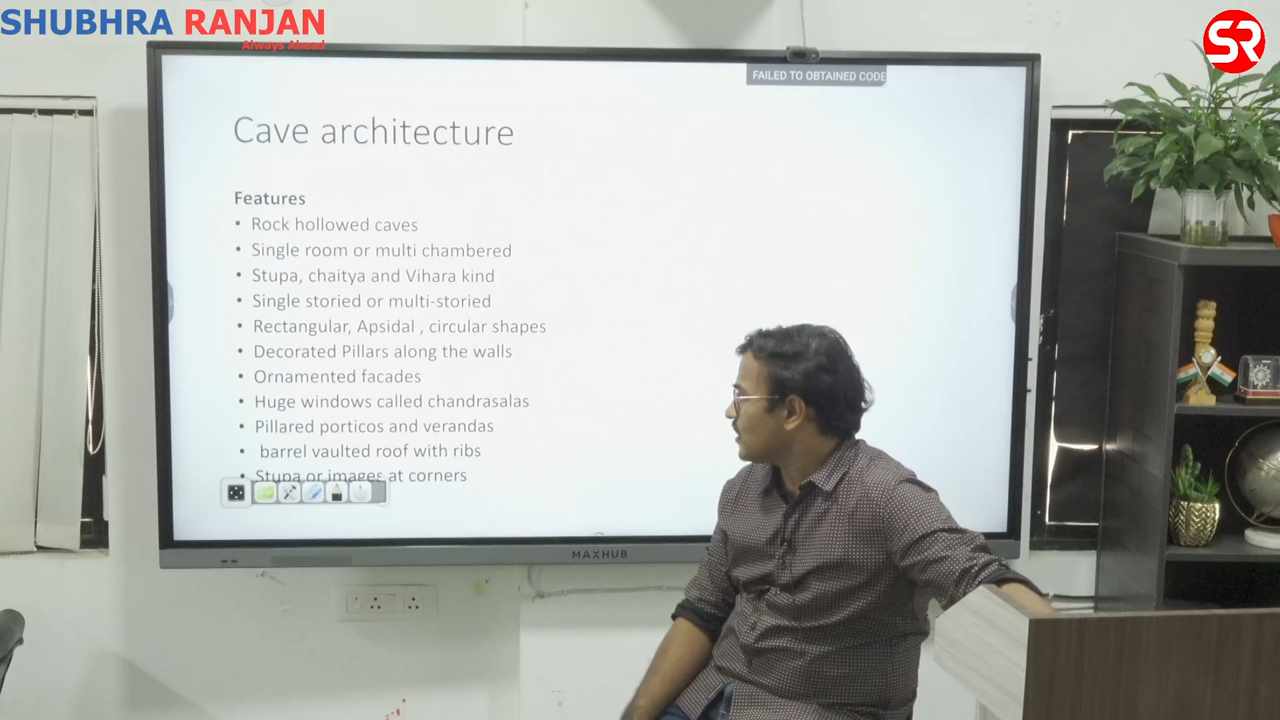 SHUBHRA RANJAN
Always Ahead
SR
FAILED TO OBTAINED CODE
Cave architecture
Features
• Rock hollowed caves
• Single room or multi chambered
• Stupa, chaitya and Vihara kind
• Single storied or multi-storied
• Rectangular, Apsidal , circular shapes
• Decorated Pillars along the walls
• Ornamented facades
• Huge windows called chandrasalas
• Pillared porticos and verandas
• barrel vaulted roof with ribs
• Stupa or images at corners
MAXHUB